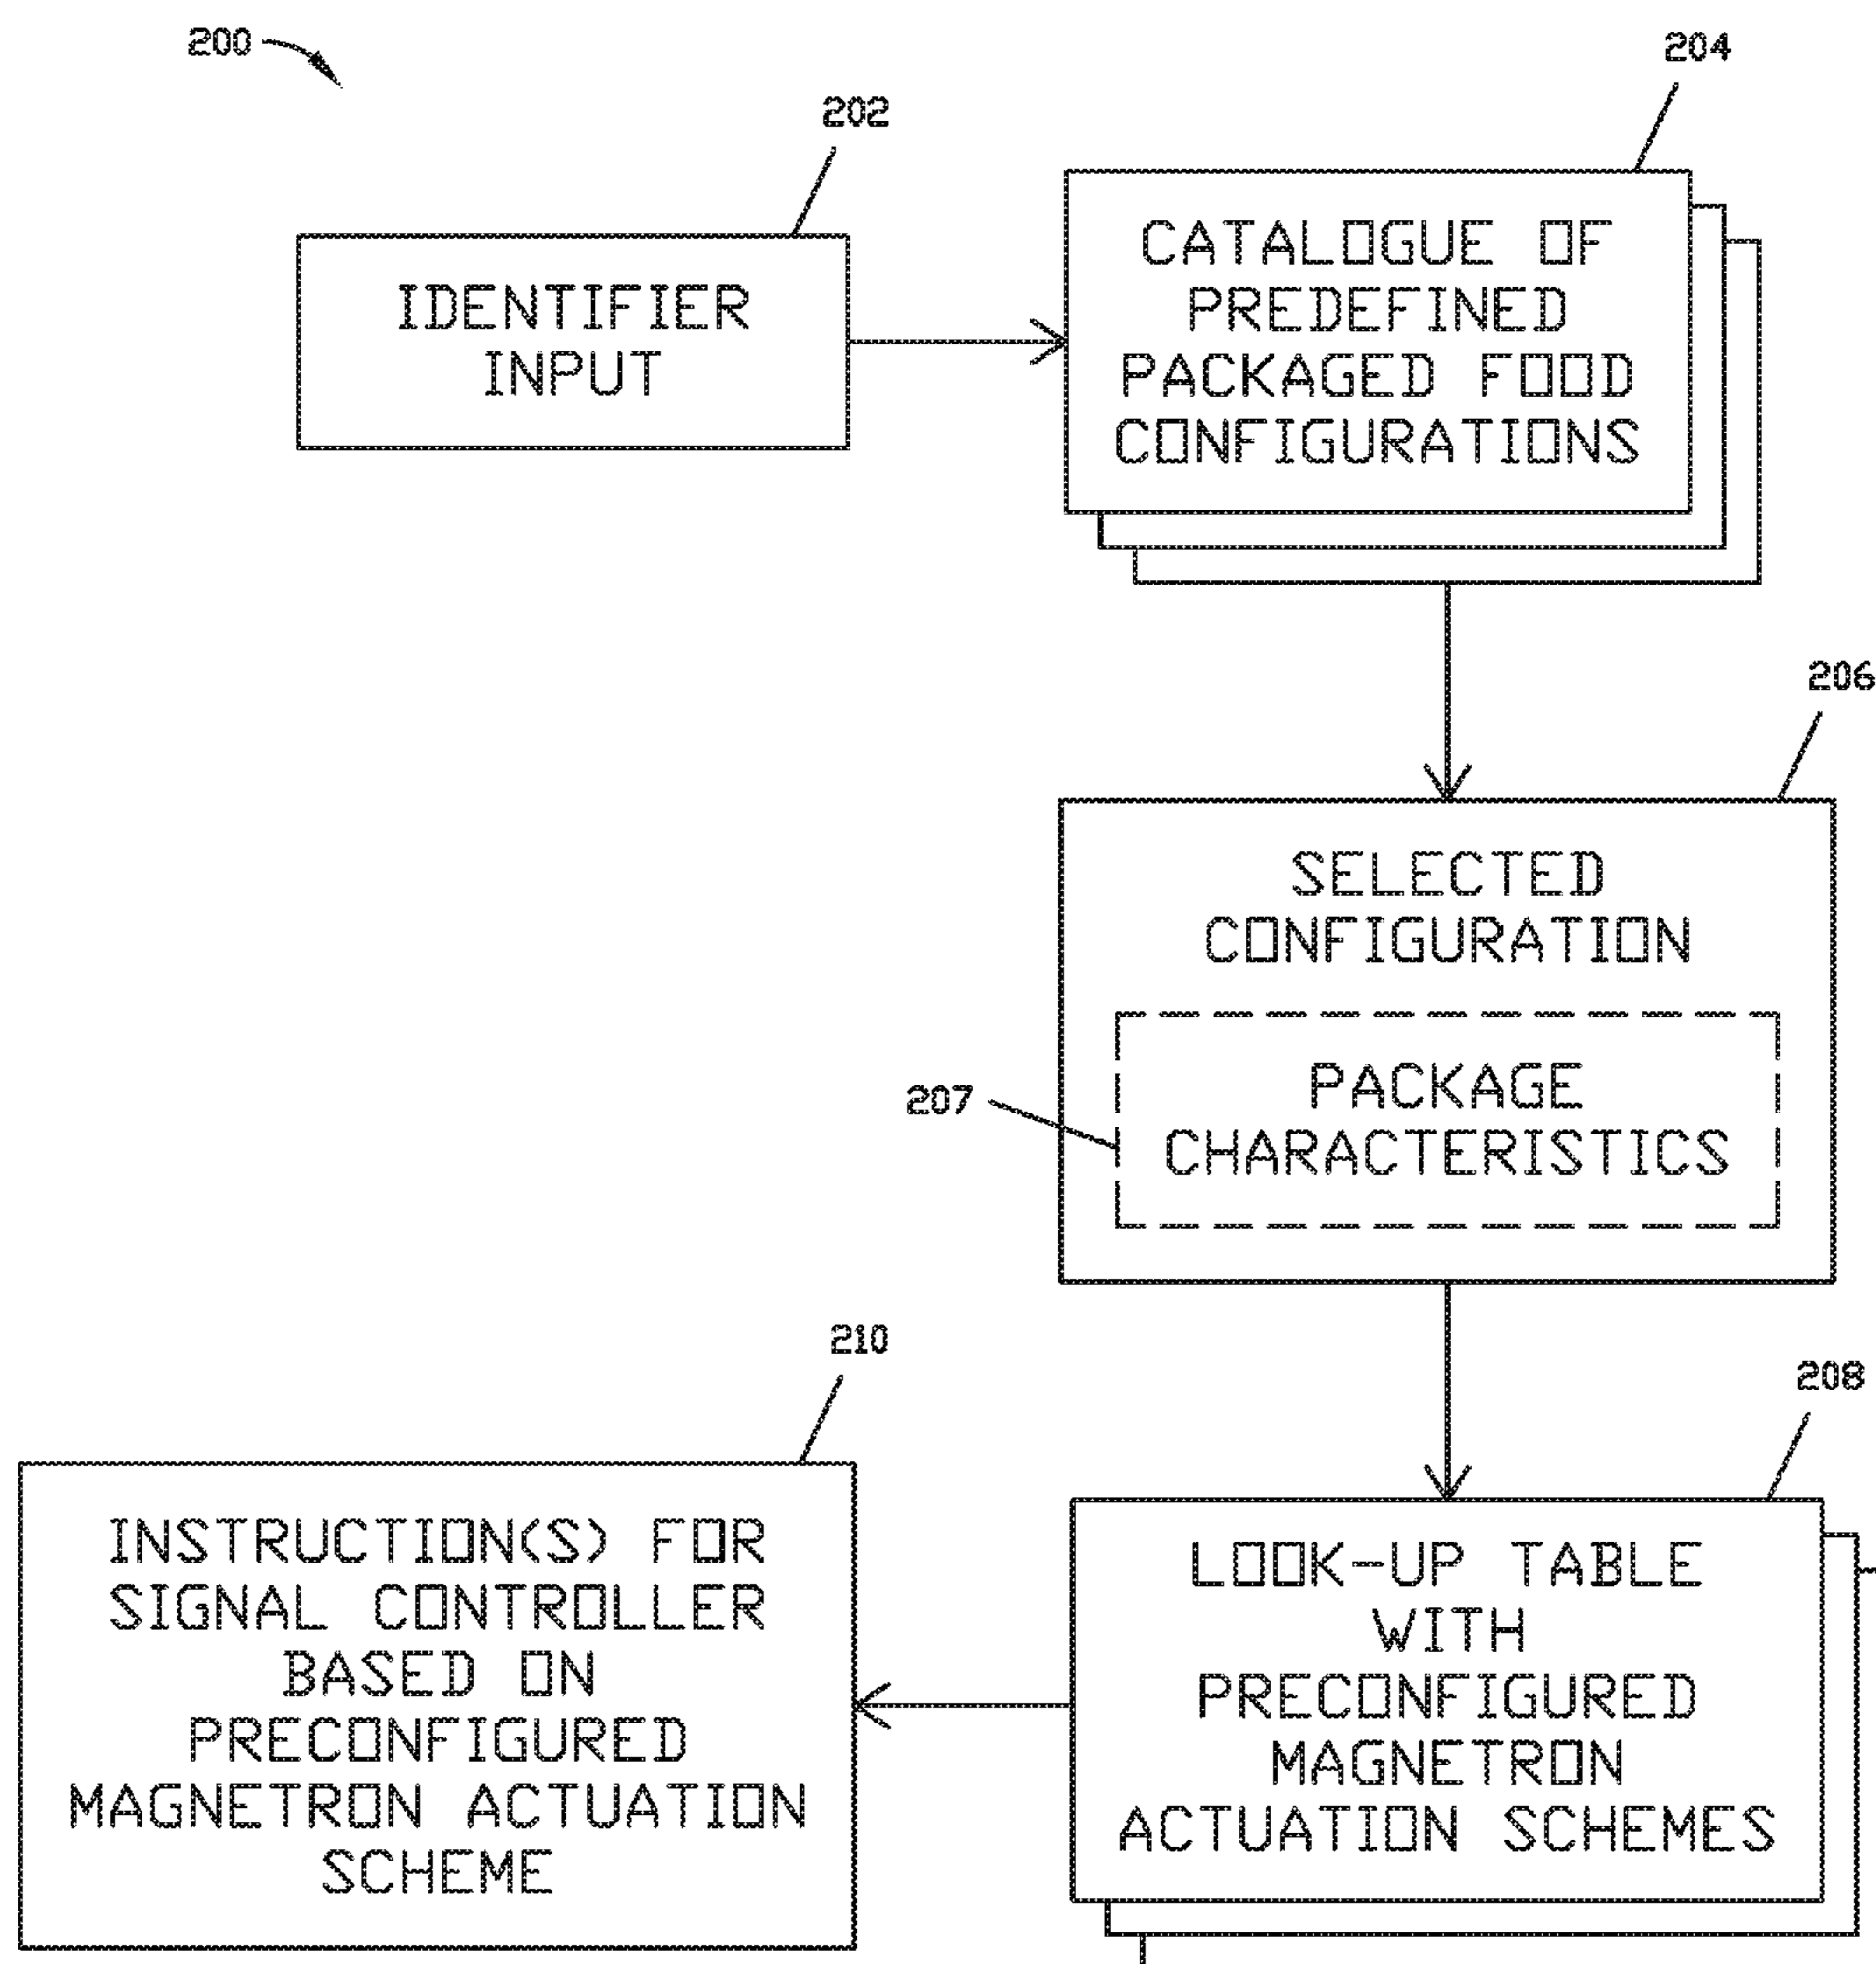 200
202
204
IDENTIFIER
INPUT
CATALOGUE OF
PREDEFINED
PACKAGED FOOD
CONFIGURATIONS
206
SELECTED
CONFIGURATION
207
PACKAGE
CHARACTERISTICS
210
208
INSTRUCTION(S) FOR
SIGNAL CONTROLLER
BASED ON
PRECONFIGURED
MAGNETRON ACTUATION
SCHEME
LOOK-UP TABLE
WITH
PRECONFIGURED
MAGNETRON
ACTUATION SCHEMES